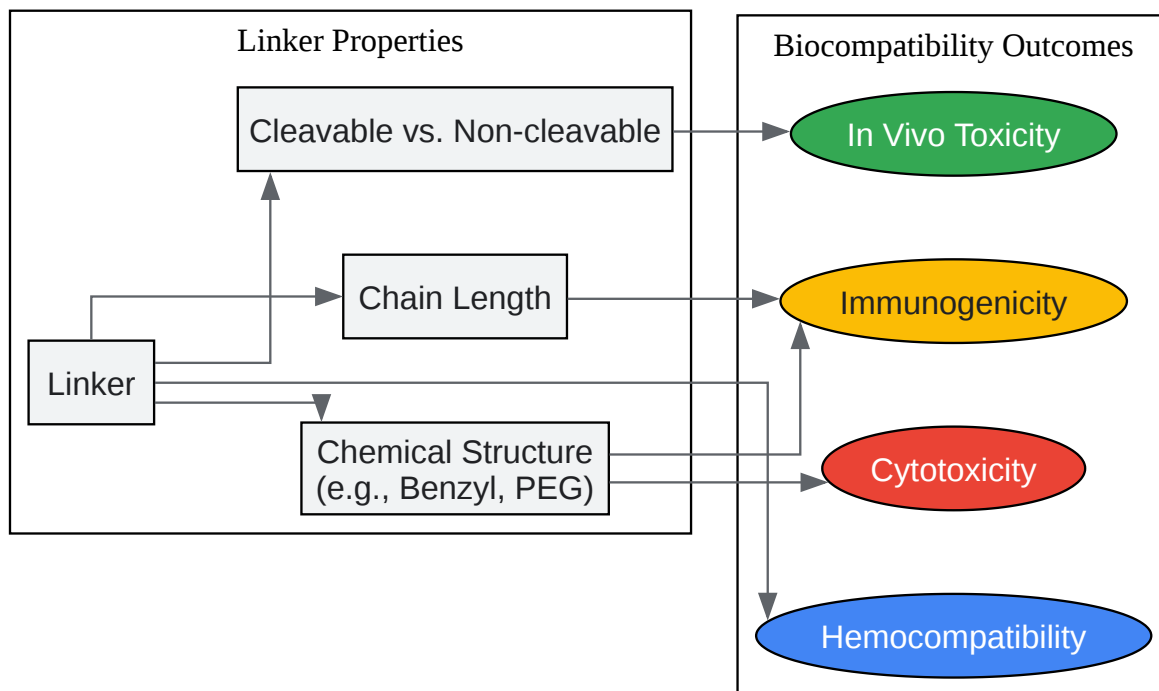 Linker Properties
Cleavable vs. Non-cleavable
Chain Length
Linker
Chemical Structure
(e.g., Benzyl, PEG)
Biocompatibility Outcomes
In Vivo Toxicity
Immunogenicity
Cytotoxicity
Hemocompatibility